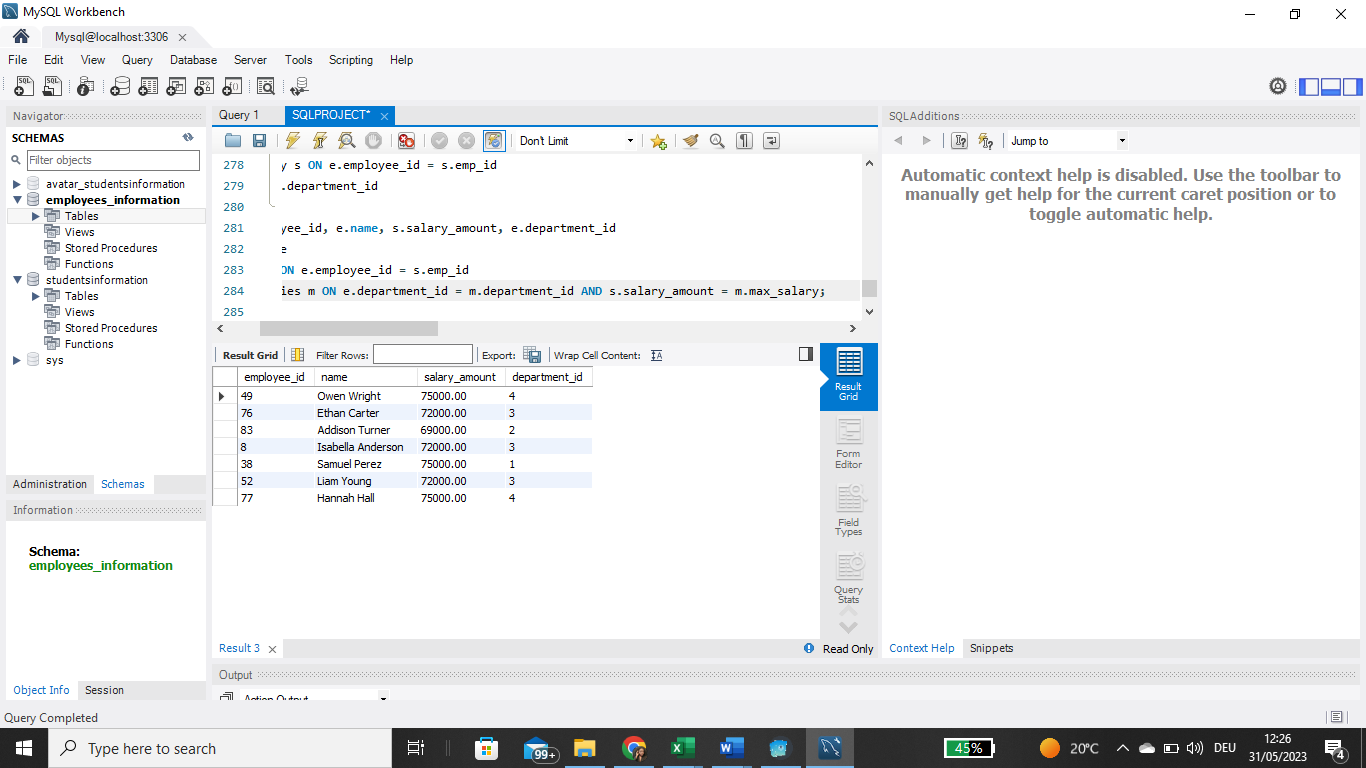 MySQL Workbench
Mysql@localhost:3306
File Edit View Query Database Server Tools Scripting Help
Navigator
SCHEMAS
Filter objects
avatar_studentsinformation
employees_information
Tables
Views
Stored Procedures
Functions
studentsinformation
Tables
Views
Stored Procedures
Functions
sys
Administration Schemas
Information
Schema:
employees_information
Object Info Session
Query 1 SQLPROJECT*
Don't Limit
278 y s ON e.employee_id = s.emp_id
279 .department_id
280
281 yee_id, e.name, s.salary_amount, e.department_id
282 e
283 ON e.employee_id = s.emp_id
284 ies m ON e.department_id = m.department_id AND s.salary_amount = m.max_salary;
285
Result Grid Filter Rows: Export: Wrap Cell Content:
employee_id name salary_amount department_id
49 Owen Wright 75000.00 4
76 Ethan Carter 72000.00 3
83 Addison Turner 69000.00 2
8 Isabella Anderson 72000.00 3
38 Samuel Perez 75000.00 1
52 Liam Young 72000.00 3
77 Hannah Hall 75000.00 4
Result
Grid
Form
Editor
Field
Types
Query
Stats
Result 3
Read Only
Output
Action Output
SQLAdditions
Jump to
Automatic context help is disabled. Use the toolbar to
manually get help for the current caret position or to
toggle automatic help.
Context Help Snippets
Query Completed
Type here to search
99+
45%
20°C
DEU
12:26
31/05/2023
4